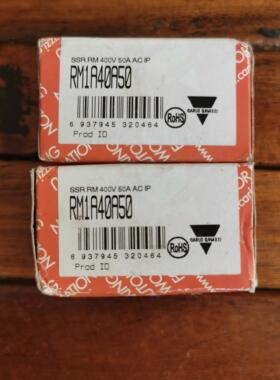 SSR RM 400V 50A AC IP
RM1A40A50
RoHS
CARLO GAVAZZI
6 937945 320464
Prod ID
SSR RM 400V 50A AC IP
RM1A40A50
RoHS
CARLO GAVAZZI
6 937945 320464
Prod ID